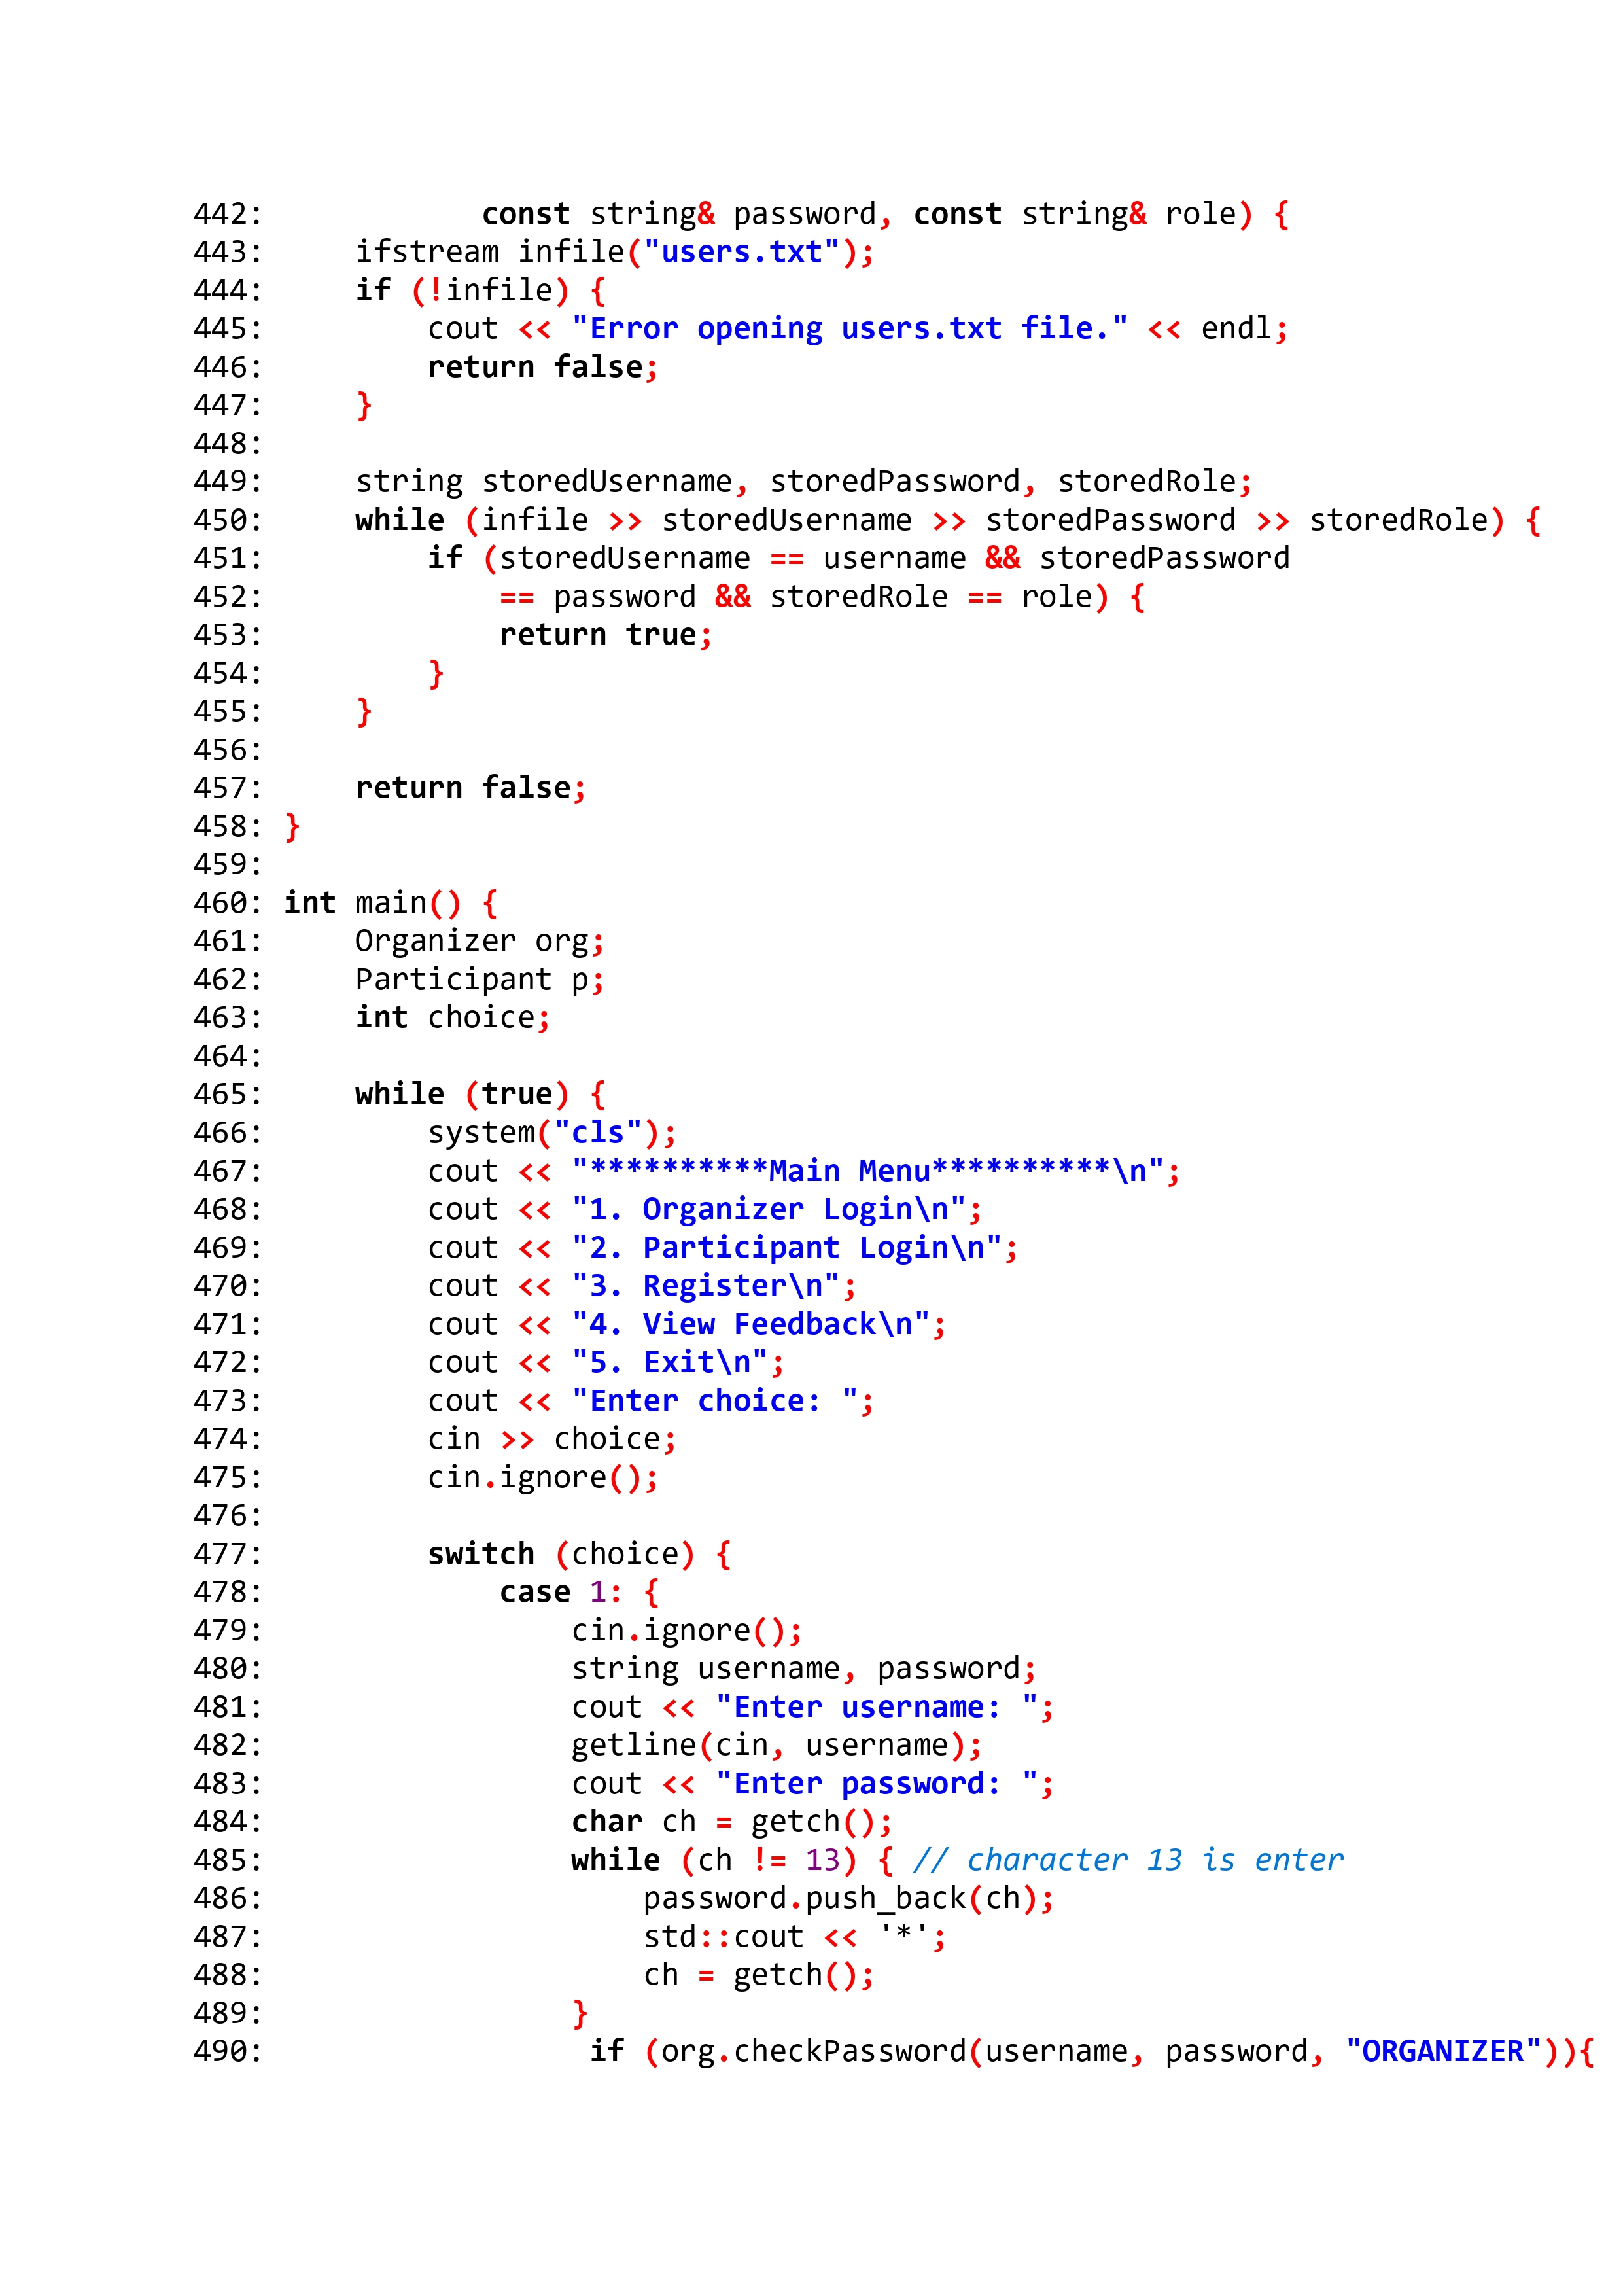 442:            const string& password, const string& role) {
443:     ifstream infile("users.txt");
444:     if (!infile) {
445:         cout << "Error opening users.txt file." << endl;
446:         return false;
447:     }
448:
449:     string storedUsername, storedPassword, storedRole;
450:     while (infile >> storedUsername >> storedPassword >> storedRole) {
451:         if (storedUsername == username && storedPassword
452:             == password && storedRole == role) {
453:             return true;
454:         }
455:     }
456:
457:     return false;
458: }
459:
460: int main() {
461:     Organizer org;
462:     Participant p;
463:     int choice;
464:
465:     while (true) {
466:         system("cls");
467:         cout << "**********Main Menu**********\n";
468:         cout << "1. Organizer Login\n";
469:         cout << "2. Participant Login\n";
470:         cout << "3. Register\n";
471:         cout << "4. View Feedback\n";
472:         cout << "5. Exit\n";
473:         cout << "Enter choice: ";
474:         cin >> choice;
475:         cin.ignore();
476:
477:         switch (choice) {
478:             case 1: {
479:                 cin.ignore();
480:                 string username, password;
481:                 cout << "Enter username: ";
482:                 getline(cin, username);
483:                 cout << "Enter password: ";
484:                 char ch = getch();
485:                 while (ch != 13) { // character 13 is enter
486:                     password.push_back(ch);
487:                     std::cout << '*';
488:                     ch = getch();
489:                 }
490:                  if (org.checkPassword(username, password, "ORGANIZER")){